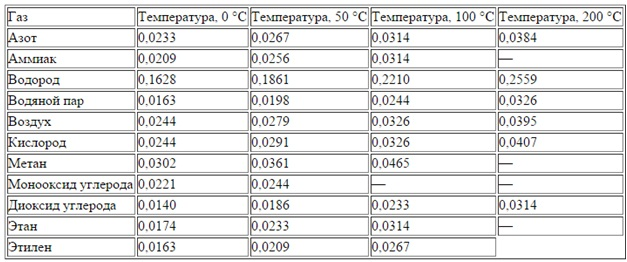 Газ Температура, 0 °C Температура, 50 °C Температура, 100 °C Температура, 200 °C
Азот 0,0233 0,0267 0,0314 0,0384
Аммиак 0,0209 0,0256 0,0314 —
Водород 0,1628 0,1861 0,2210 0,2559
Водяной пар 0,0163 0,0198 0,0244 0,0326
Воздух 0,0244 0,0279 0,0326 0,0395
Кислород 0,0244 0,0291 0,0326 0,0407
Метан 0,0302 0,0361 0,0465 —
Монооксид углерода 0,0221 0,0244 — —
Диоксид углерода 0,0140 0,0186 0,0233 0,0314
Этан 0,0174 0,0233 0,0314 —
Этилен 0,0163 0,0209 0,0267